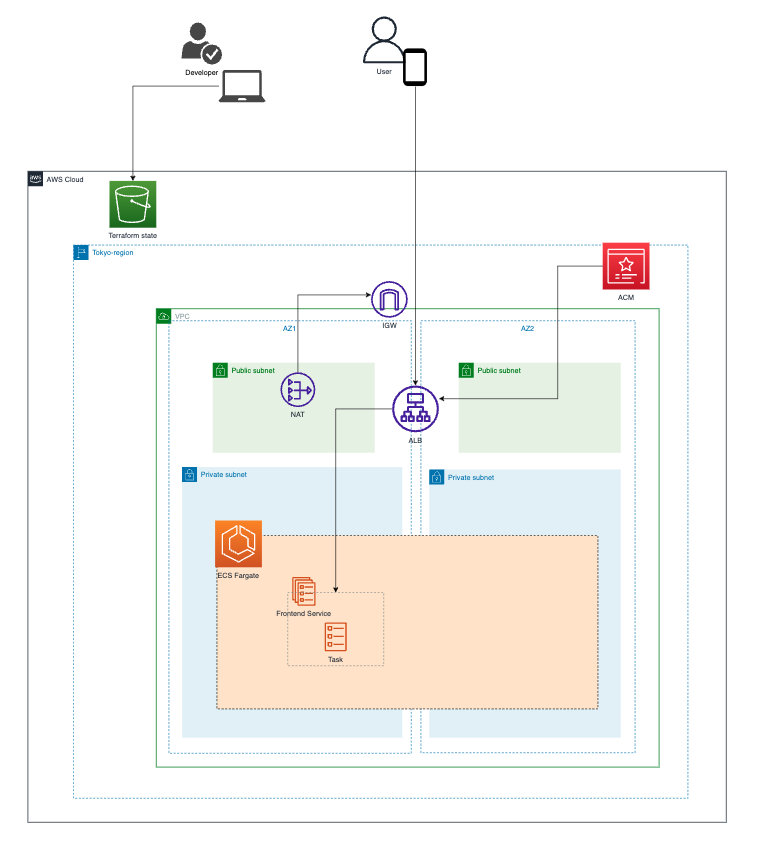 Developer
User
aws
AWS Cloud
Terraform state
Tokyo-region
ACM
IGW
VPC
AZ1
AZ2
Public subnet
Public subnet
NAT
ALB
Private subnet
Private subnet
ECS Fargate
Frontend Service
Task